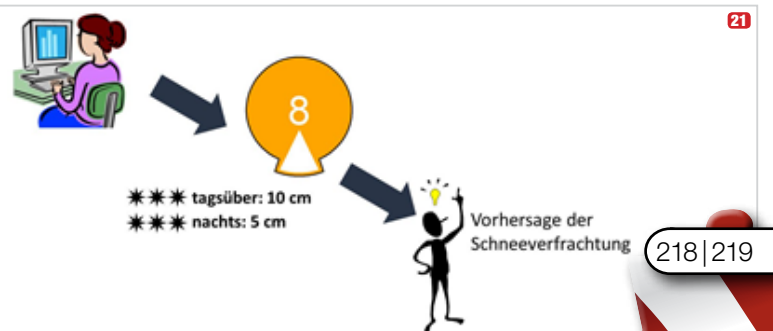 21
8
✷✷✷ tagsüber: 10 cm
✷✷✷ nachts: 5 cm
Vorhersage der
Schneeverfrachtung
218|219